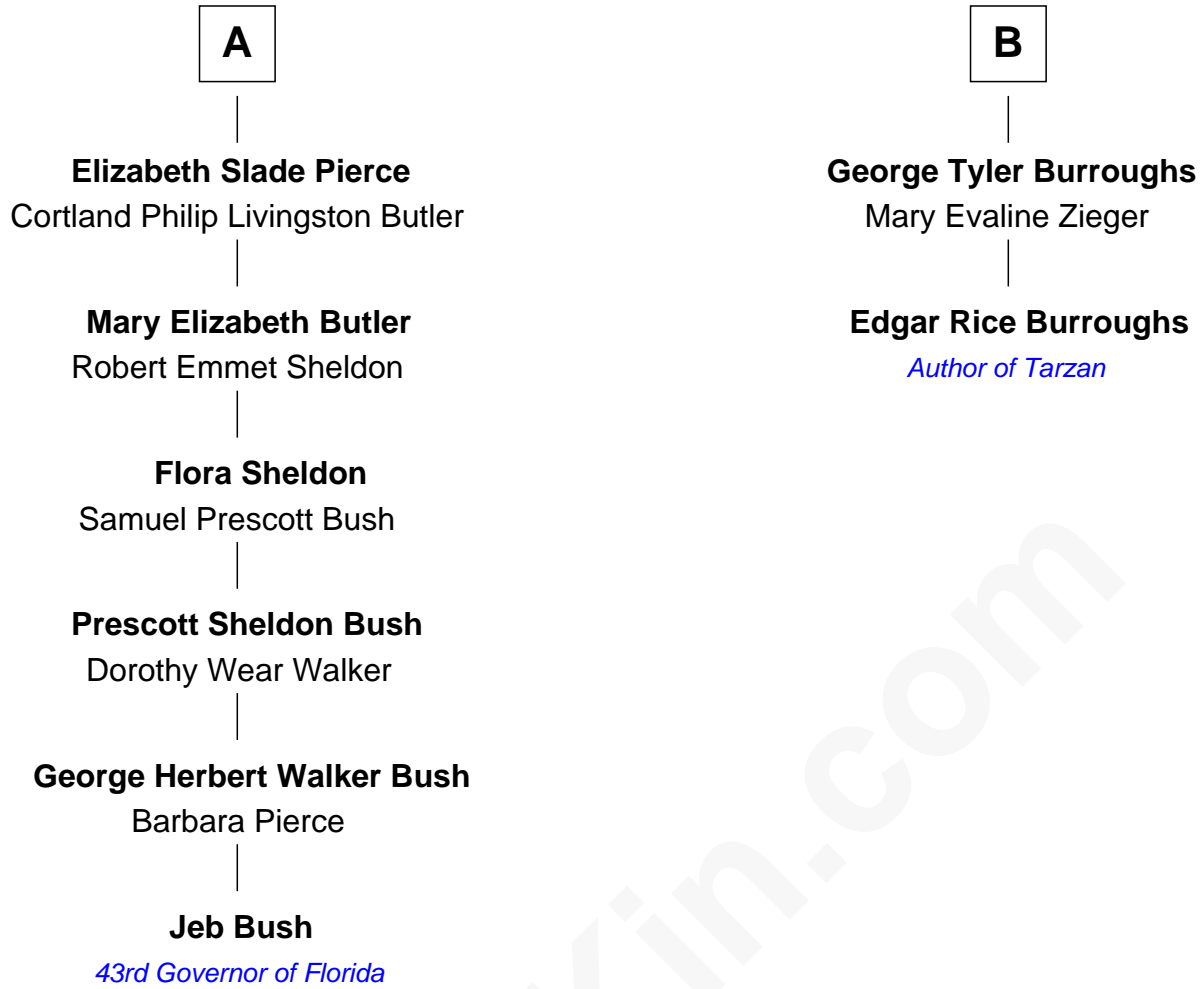 A
Elizabeth Slade Pierce
Cortland Philip Livingston Butler
Mary Elizabeth Butler
Robert Emmet Sheldon
Flora Sheldon
Samuel Prescott Bush
Prescott Sheldon Bush
Dorothy Wear Walker
George Herbert Walker Bush
Barbara Pierce
Jeb Bush
43rd Governor of Florida
B
George Tyler Burroughs
Mary Evaline Zieger
Edgar Rice Burroughs
Author of Tarzan